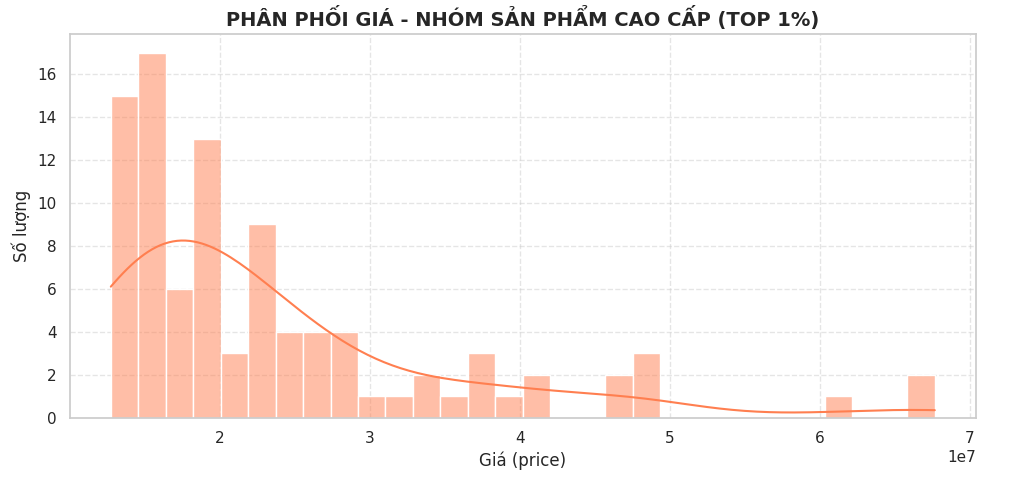 PHÂN PHỐI GIÁ - NHÓM SẢN PHẨM CAO CẤP (TOP 1%)
Số lượng
16
14
12
10
8
6
4
2
0
2 3 4 5 6 7
1e7
Giá (price)